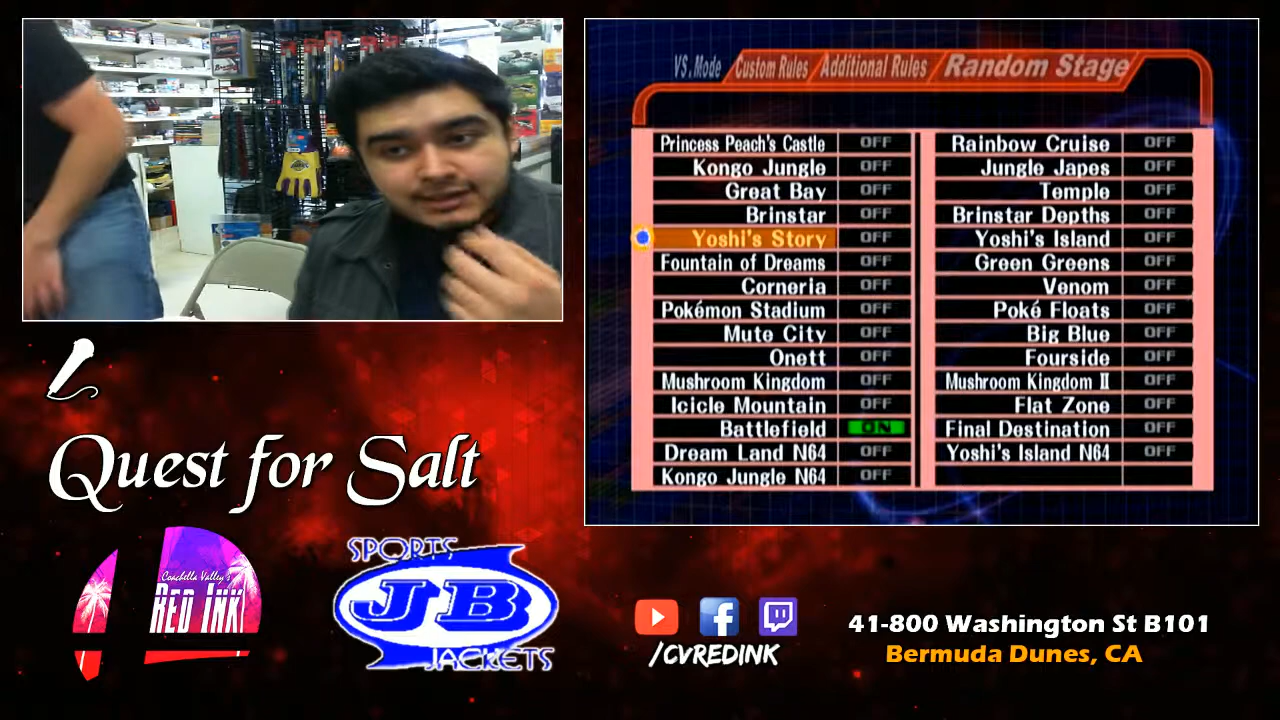 VS. Mode Custom Rules Additional Rules Random Stage
Princess Peach's Castle OFF Rainbow Cruise OFF
Kongo Jungle OFF Jungle Japes OFF
Great Bay OFF Temple OFF
Brinstar OFF Brinstar Depths OFF
Yoshi's Story OFF Yoshi's Island OFF
Fountain of Dreams OFF Green Greens OFF
Corneria OFF Venom OFF
Pokémon Stadium OFF Poké Floats OFF
Mute City OFF Big Blue OFF
Onett OFF Fourside OFF
Mushroom Kingdom OFF Mushroom Kingdom II OFF
Icicle Mountain OFF Flat Zone OFF
Battlefield ON Final Destination OFF
Dream Land N64 OFF Yoshi's Island N64 OFF
Kongo Jungle N64 OFF OFF
Quest for Salt
Coachella Valley's
RED INK
SPORTS
JB
JACKETS
/CVREDINK
41-800 Washington St B101
Bermuda Dunes, CA